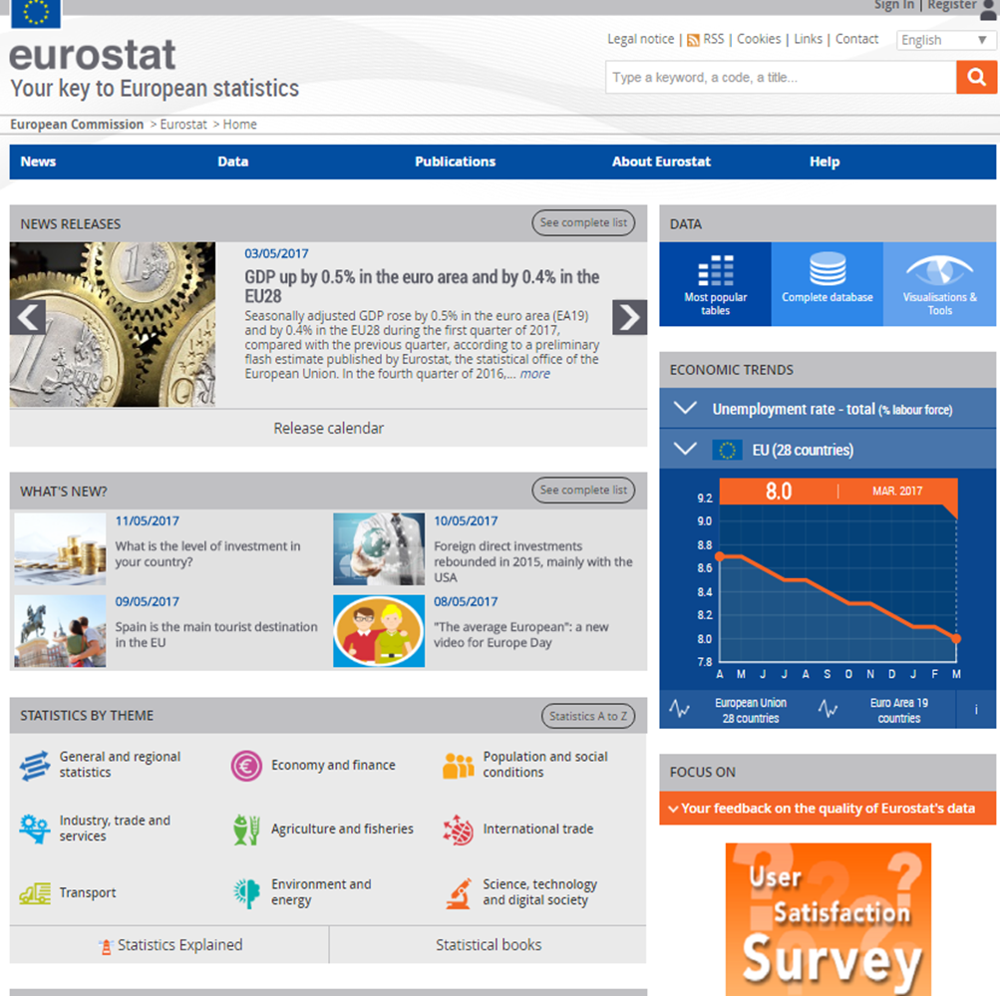 Sign In | Register
eurostat
Your key to European statistics
Legal notice | RSS | Cookies | Links | Contact
English
Type a keyword, a code, a title...
European Commission > Eurostat > Home
News Data Publications About Eurostat Help
NEWS RELEASES
See complete list
03/05/2017
GDP up by 0.5% in the euro area and by 0.4% in the
EU28
Seasonally adjusted GDP rose by 0.5% in the euro area (EA19)
and by 0.4% in the EU28 during the first quarter of 2017,
compared with the previous quarter, according to a preliminary
flash estimate published by Eurostat, the statistical office of the
European Union. In the fourth quarter of 2016,... more
Release calendar
WHAT'S NEW?
See complete list
11/05/2017
What is the level of investment in
your country?
10/05/2017
Foreign direct investments
rebounded in 2015, mainly with the
USA
09/05/2017
Spain is the main tourist destination
in the EU
08/05/2017
"The average European": a new
video for Europe Day
STATISTICS BY THEME
Statistics A to Z
General and regional
statistics
Economy and finance
Population and social
conditions
Industry, trade and
services
Agriculture and fisheries
International trade
Transport
Environment and
energy
Science, technology
and digital society
Statistics Explained
Statistical books
DATA
Most popular
tables
Complete database
Visualisations &
Tools
ECONOMIC TRENDS
Unemployment rate - total (% labour force)
EU (28 countries)
8.0 | MAR. 2017
9.2
9.0
8.8
8.6
8.4
8.2
8.0
7.8
A M J J A S O N D J F M
European Union
28 countries
Euro Area 19
countries
i
FOCUS ON
Your feedback on the quality of Eurostat's data
User
Satisfaction
Survey